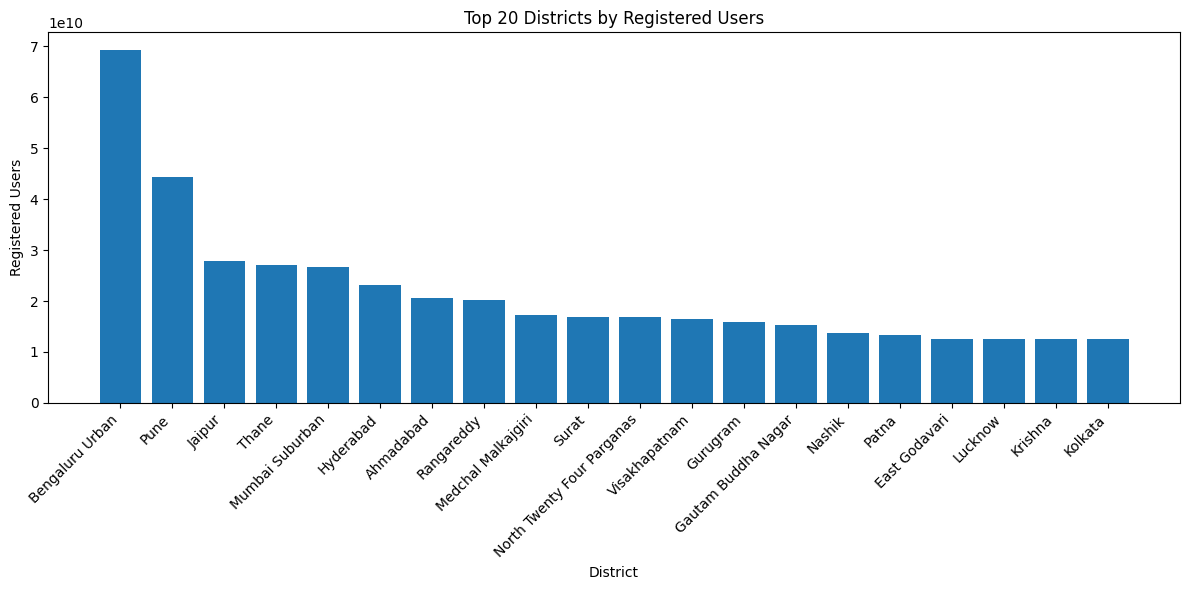 Top 20 Districts by Registered Users
1e10
7
6
5
4
3
2
1
0
Registered Users
Bengaluru Urban
Pune
Jaipur
Thane
Mumbai Suburban
Hyderabad
Ahmadabad
Rangareddy
Medchal Malkajgiri
Surat
North Twenty Four Parganas
Visakhapatnam
Gurugram
Gautam Buddha Nagar
Nashik
Patna
East Godavari
Lucknow
Krishna
Kolkata
District